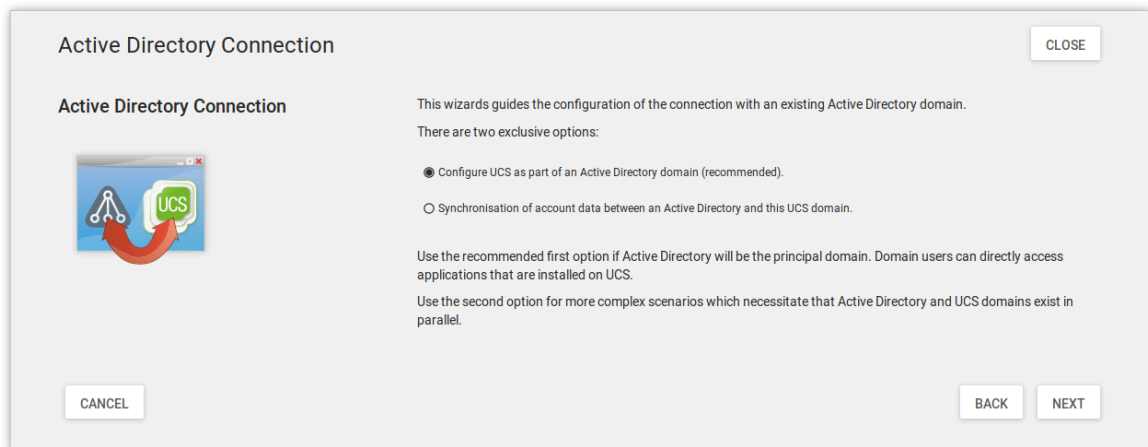 Active Directory Connection
CLOSE
Active Directory Connection
UCS
This wizards guides the configuration of the connection with an existing Active Directory domain.
There are two exclusive options:
Configure UCS as part of an Active Directory domain (recommended).
Synchronisation of account data between an Active Directory and this UCS domain.
Use the recommended first option if Active Directory will be the principal domain. Domain users can directly access
applications that are installed on UCS.
Use the second option for more complex scenarios which necessitate that Active Directory and UCS domains exist in
parallel.
CANCEL
BACK
NEXT